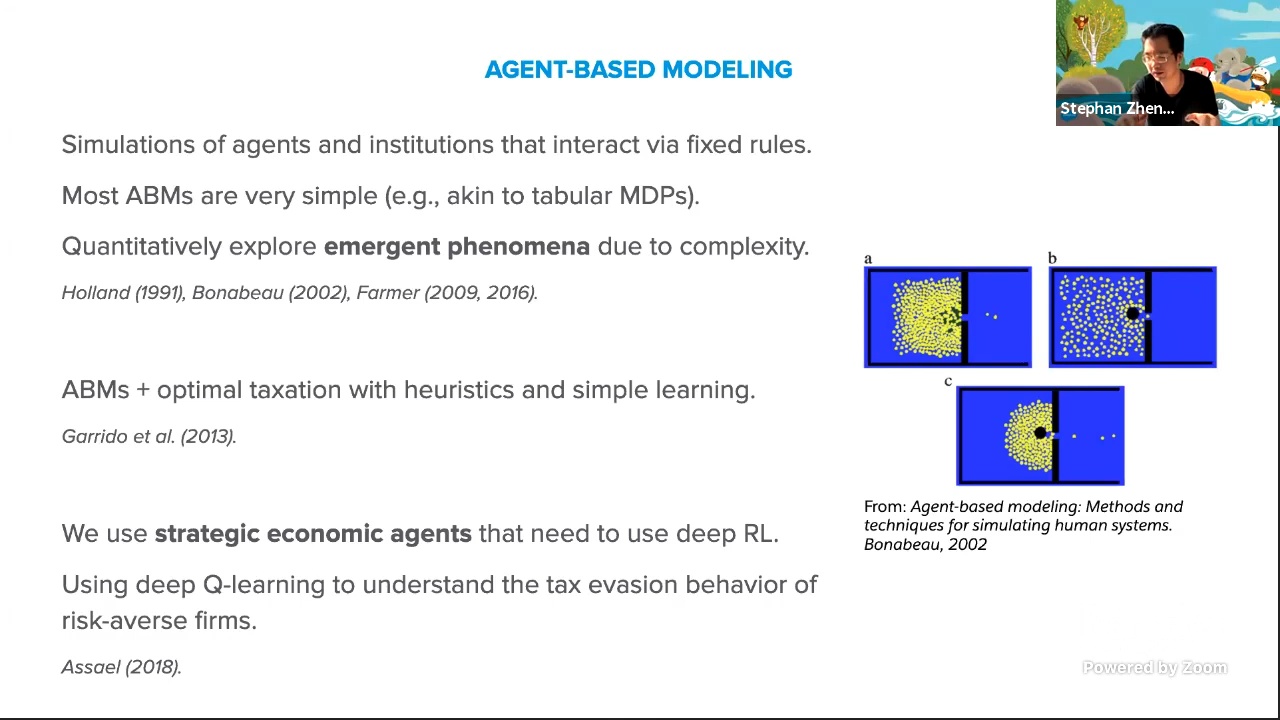 AGENT-BASED MODELING
Stephan Zhen...
Simulations of agents and institutions that interact via fixed rules.
Most ABMs are very simple (e.g., akin to tabular MDPs).
Quantitatively explore emergent phenomena due to complexity.
Holland (1991), Bonabeau (2002), Farmer (2009, 2016).
ABMs + optimal taxation with heuristics and simple learning.
Garrido et al. (2013).
We use strategic economic agents that need to use deep RL.
Using deep Q-learning to understand the tax evasion behavior of
risk-averse firms.
Assael (2018).
a
b
c
From: Agent-based modeling: Methods and
techniques for simulating human systems.
Bonabeau, 2002
Powered by Zoom